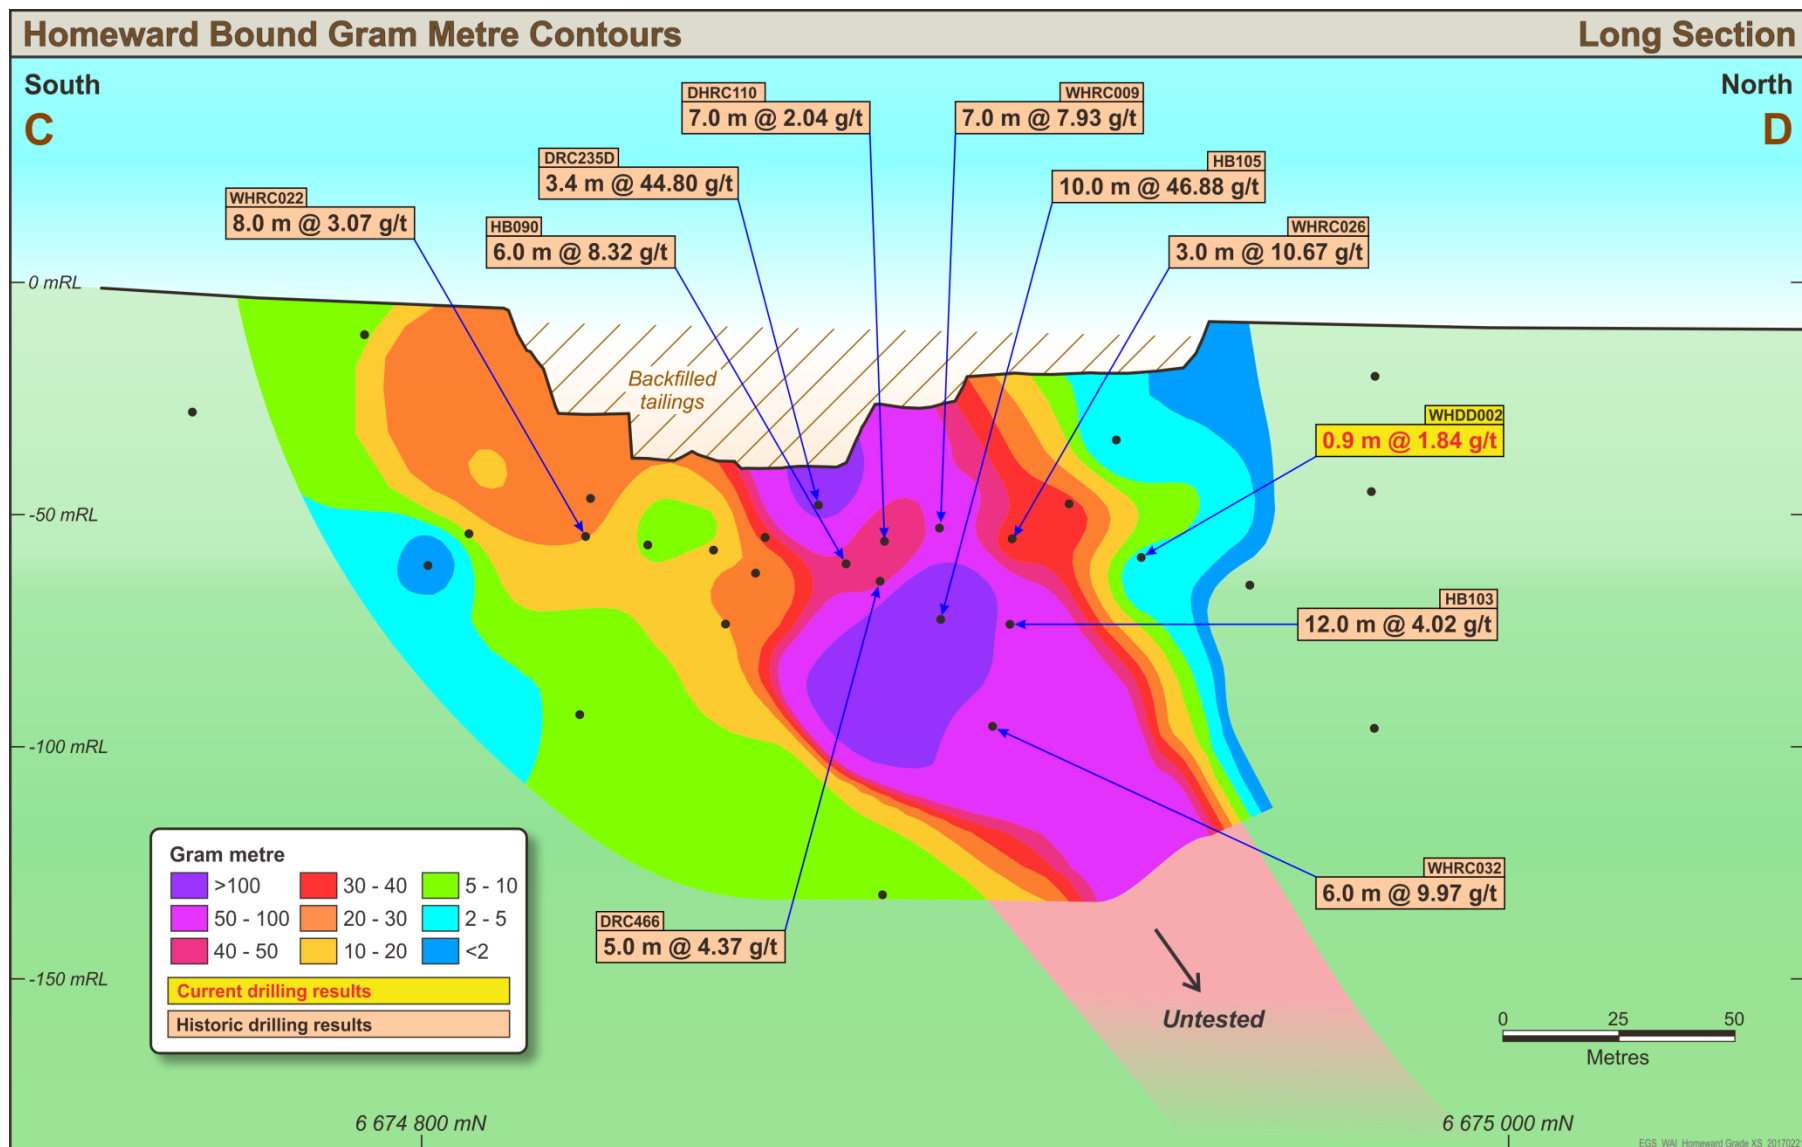 Homeward Bound Gram Metre Contours
Long Section
South
North
C
D
DHRC110
7.0 m @ 2.04 g/t
WHRC009
7.0 m @ 7.93 g/t
DRC235D
3.4 m @ 44.80 g/t
HB105
10.0 m @ 46.88 g/t
WHRC022
8.0 m @ 3.07 g/t
HB090
6.0 m @ 8.32 g/t
WHRC026
3.0 m @ 10.67 g/t
0 mRL
Backfilled
tailings
WHDD002
0.9 m @ 1.84 g/t
-50 mRL
HB103
12.0 m @ 4.02 g/t
-100 mRL
WHRC032
6.0 m @ 9.97 g/t
DRC466
5.0 m @ 4.37 g/t
Gram metre
>100
30 - 40
5 - 10
50 - 100
20 - 30
2 - 5
40 - 50
10 - 20
<2
Current drilling results
Historic drilling results
-150 mRL
Untested
0 25 50
Metres
6 674 800 mN
6 675 000 mN